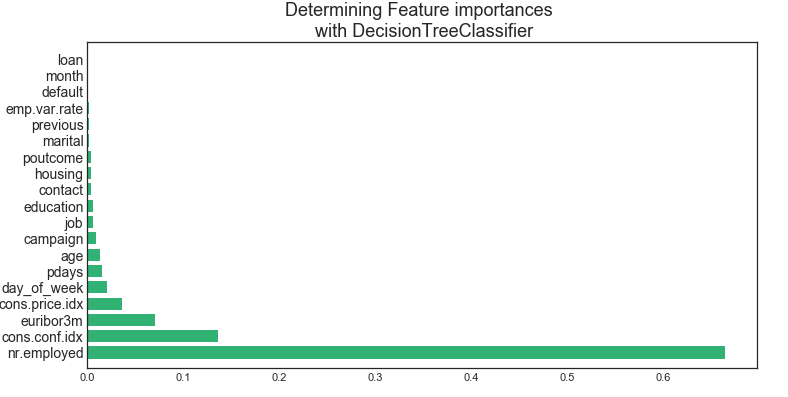 Determining Feature importances
with DecisionTreeClassifier
loan
month
default
emp.var.rate
previous
marital
poutcome
housing
contact
education
job
campaign
age
pdays
day_of_week
cons.price.idx
euribor3m
cons.conf.idx
nr.employed
0.0 0.1 0.2 0.3 0.4 0.5 0.6